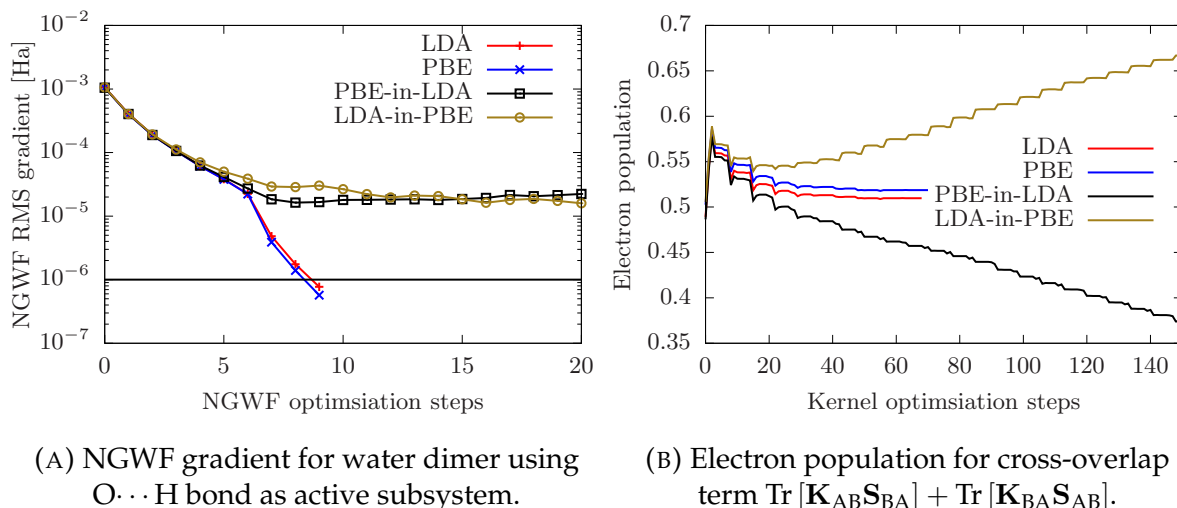 NGWF RMS gradient [Ha]
10⁻²
10⁻³
10⁻⁴
10⁻⁵
10⁻⁶
10⁻⁷
LDA
PBE
PBE-in-LDA
LDA-in-PBE
0 5 10 15 20
NGWF optimsiation steps
(A) NGWF gradient for water dimer using
O···H bond as active subsystem.
Electron population
0.7
0.65
0.6
0.55
0.5
0.45
0.4
0.35
LDA
PBE
PBE-in-LDA
LDA-in-PBE
0 20 40 60 80 100 120 140
Kernel optimsiation steps
(B) Electron population for cross-overlap
term Tr [K_AB S_BA] + Tr [K_BA S_AB].